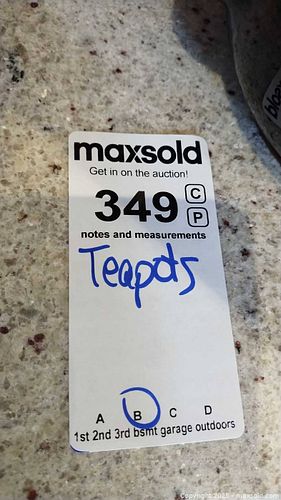 maxsold
Get in on the auction!
349 C
P
notes and measurements
Teapots
A B C D
1st 2nd 3rd bsmt garage outdoors
Copyright 2025 - maxsold.com